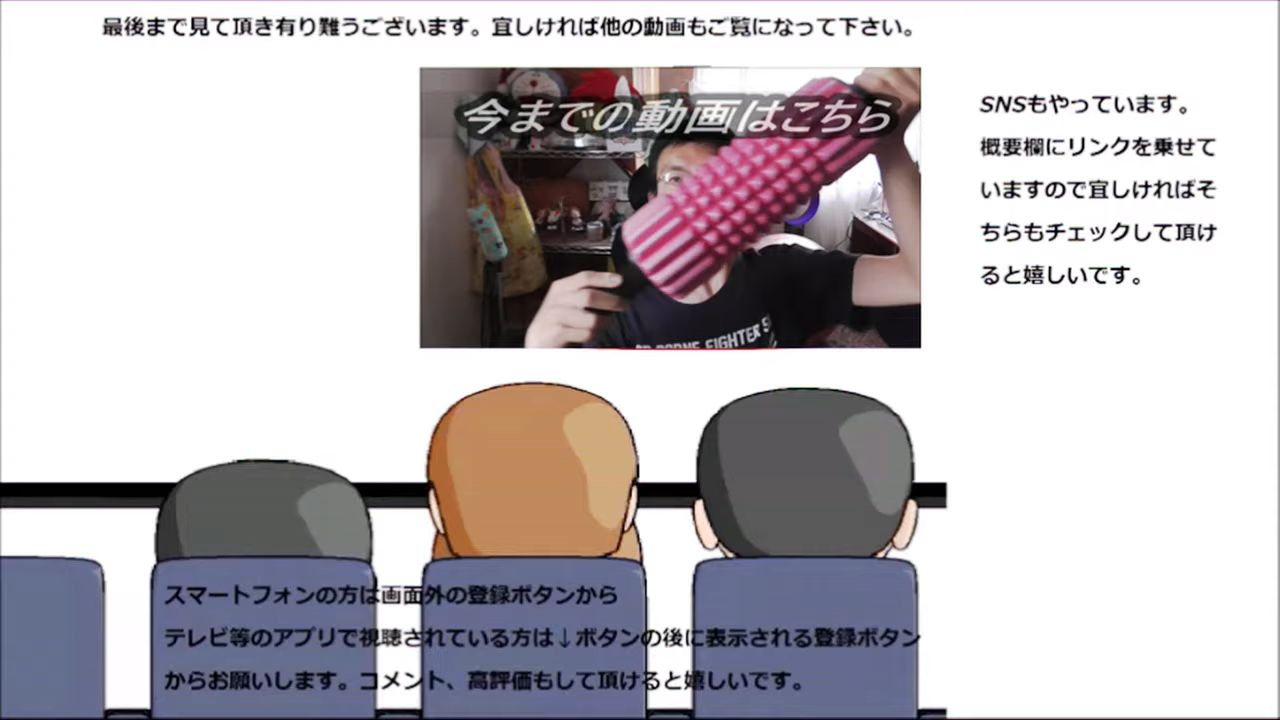 最後まで見て頂き有り難うございます。宜しければ他の動画もご覧になって下さい。
今までの動画はこちら
SNSもやっています。
概要欄にリンクを乗せて
いますので宜しければそ
ちらもチェックして頂け
ると嬉しいです。
FIGHTER
スマートフォンの方は画面外の登録ボタンから
テレビ等のアプリで視聴されている方は↓ボタンの後に表示される登録ボタン
からお願いします。コメント、高評価もして頂けると嬉しいです。